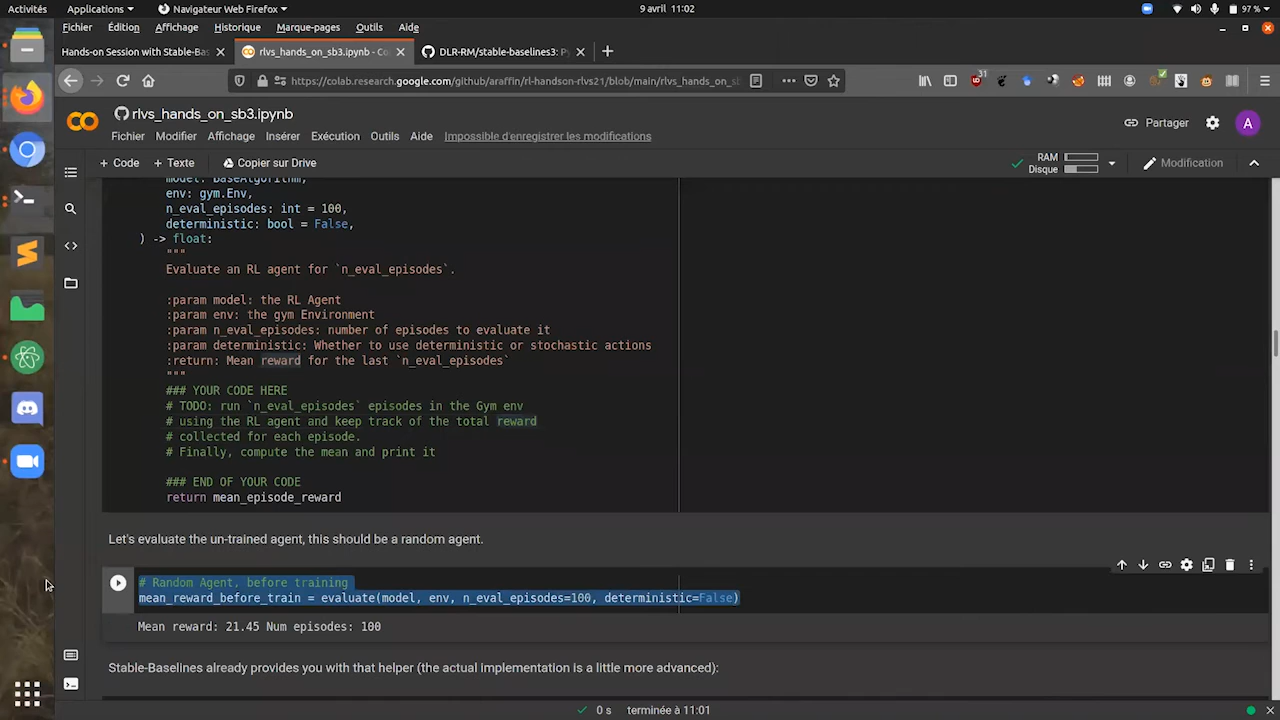 Activités Applications Navigateur Web Firefox 9 avril 11:02 97 %
Fichier Édition Affichage Historique Marque-pages Outils Aide
Hands-on Session with Stable-Bas rlvs_hands_on_sb3.ipynb - Co DLR-RM/stable-baselines3: Py
https://colab.research.google.com/github/araffin/rl-handson-rlvs21/blob/main/rlvs_hands_on_sb 31
rlvs_hands_on_sb3.ipynb
Partager A
Fichier Modifier Affichage Insérer Exécution Outils Aide Impossible d'enregistrer les modifications
+ Code + Texte Copier sur Drive RAM Disque Modification
model: BaseAlgorithm,
env: gym.Env,
n_eval_episodes: int = 100,
deterministic: bool = False,
) -> float:
"""
Evaluate an RL agent for `n_eval_episodes`.
:param model: the RL Agent
:param env: the gym Environment
:param n_eval_episodes: number of episodes to evaluate it
:param deterministic: Whether to use deterministic or stochastic actions
:return: Mean reward for the last `n_eval_episodes`
"""
### YOUR CODE HERE
# TODO: run `n_eval_episodes` episodes in the Gym env
# using the RL agent and keep track of the total reward
# collected for each episode.
# Finally, compute the mean and print it
### END OF YOUR CODE
return mean_episode_reward
Let's evaluate the un-trained agent, this should be a random agent.
# Random Agent, before training
mean_reward_before_train = evaluate(model, env, n_eval_episodes=100, deterministic=False)
Mean reward: 21.45 Num episodes: 100
Stable-Baselines already provides you with that helper (the actual implementation is a little more advanced):
0 s terminée à 11:01